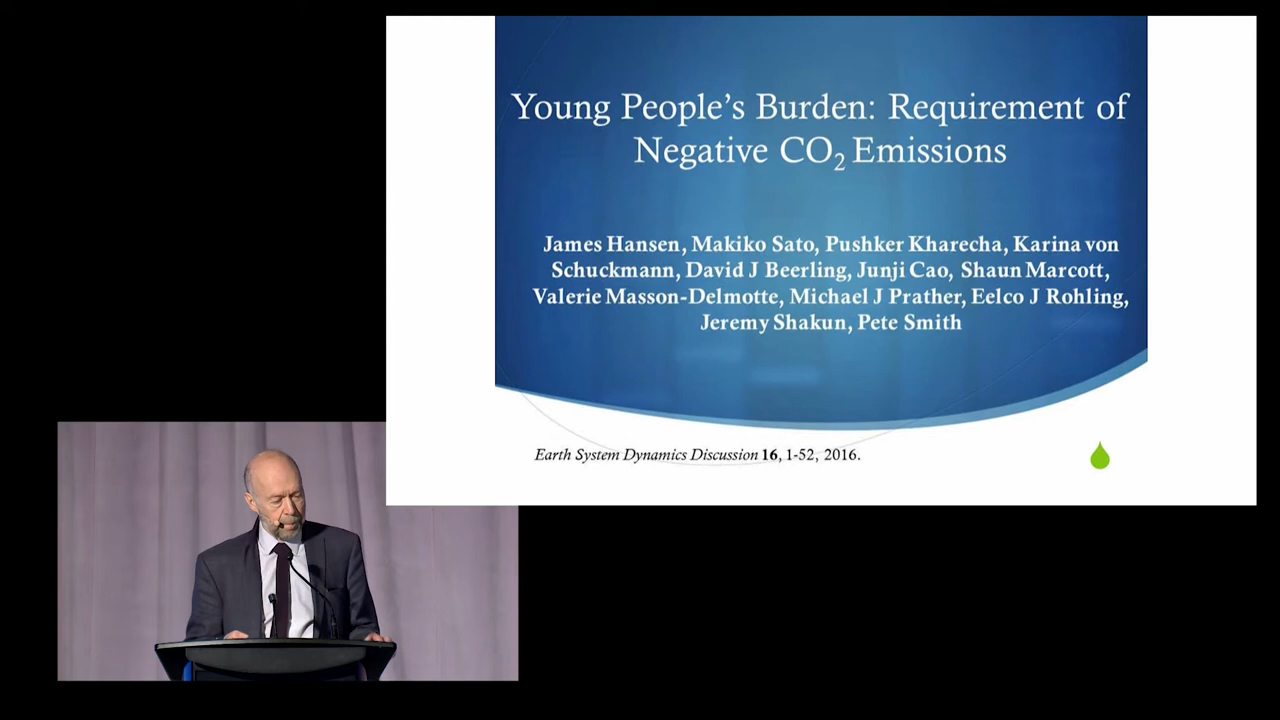 Young People's Burden: Requirement of
Negative CO₂ Emissions
James Hansen, Makiko Sato, Pushker Kharecha, Karina von
Schuckmann, David J Beerling, Junji Cao, Shaun Marcott,
Valerie Masson-Delmotte, Michael J Prather, Eelco J Rohling,
Jeremy Shakun, Pete Smith
Earth System Dynamics Discussion 16, 1-52, 2016.